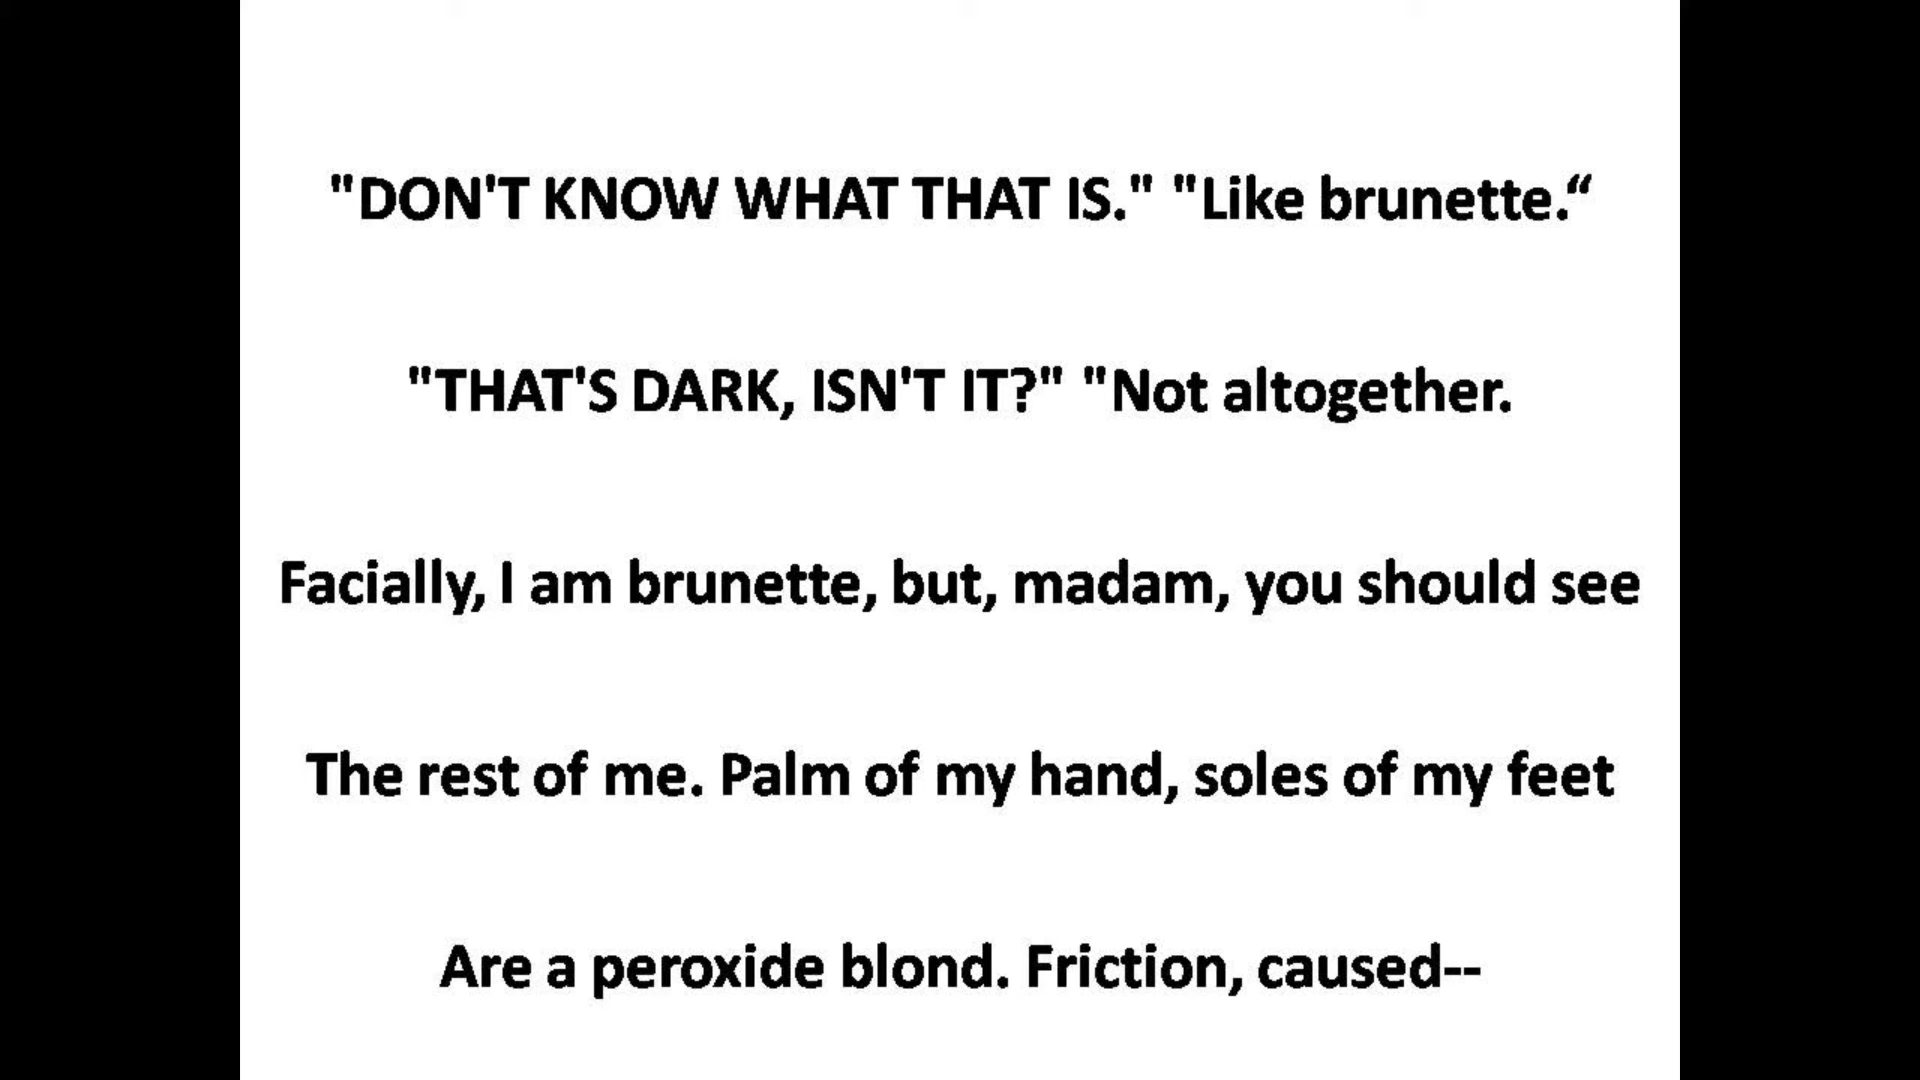 "DON'T KNOW WHAT THAT IS." "Like brunette.“
"THAT'S DARK, ISN'T IT?" "Not altogether.
Facially, I am brunette, but, madam, you should see
The rest of me. Palm of my hand, soles of my feet
Are a peroxide blond. Friction, caused--